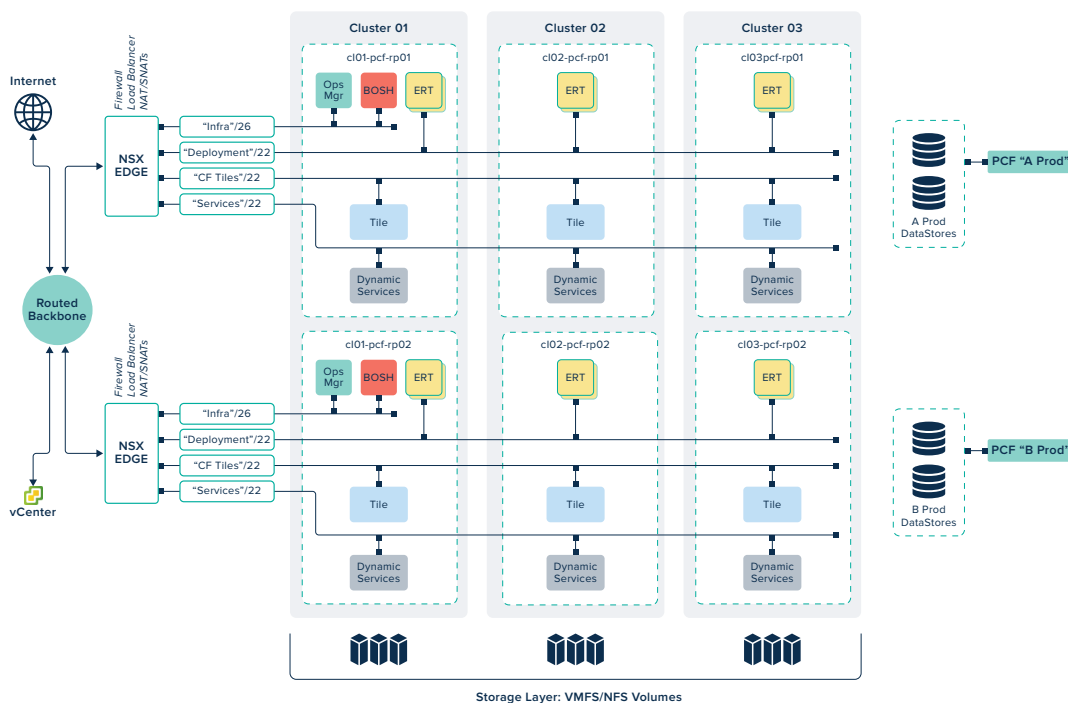 Cluster 01
Cluster 02
Cluster 03
cl01-pcf-rp01
cl02-pcf-rp01
cl03pcf-rp01
Internet
Firewall
Load Balancer
NAT/SNATs
Ops
Mgr
BOSH
ERT
ERT
ERT
NSX
EDGE
“Infra”/26
“Deployment”/22
“CF Tiles”/22
“Services”/22
PCF “A Prod”
Tile
Tile
Tile
A Prod
DataStores
Dynamic
Services
Dynamic
Services
Dynamic
Services
Routed
Backbone
cl01-pcf-rp02
cl02-pcf-rp02
cl03-pcf-rp02
Firewall
Load Balancer
NAT/SNATs
Ops
Mgr
BOSH
ERT
ERT
ERT
NSX
EDGE
“Infra”/26
“Deployment”/22
“CF Tiles”/22
“Services”/22
PCF “B Prod”
vCenter
Tile
Tile
Tile
B Prod
DataStores
Dynamic
Services
Dynamic
Services
Dynamic
Services
Storage Layer: VMFS/NFS Volumes